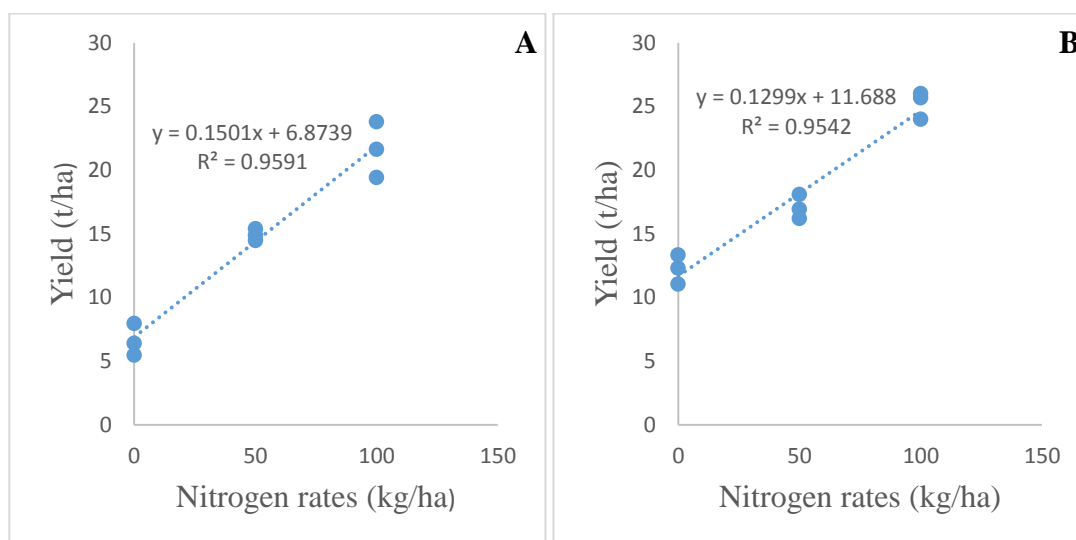 A
30
25
20
15
10
5
0
Yield (t/ha)
y = 0.1501x + 6.8739
R² = 0.9591
0 50 100 150
Nitrogen rates (kg/ha)
B
30
25
20
15
10
5
0
Yield (t/ha)
y = 0.1299x + 11.688
R² = 0.9542
0 50 100 150
Nitrogen rates (kg/ha)